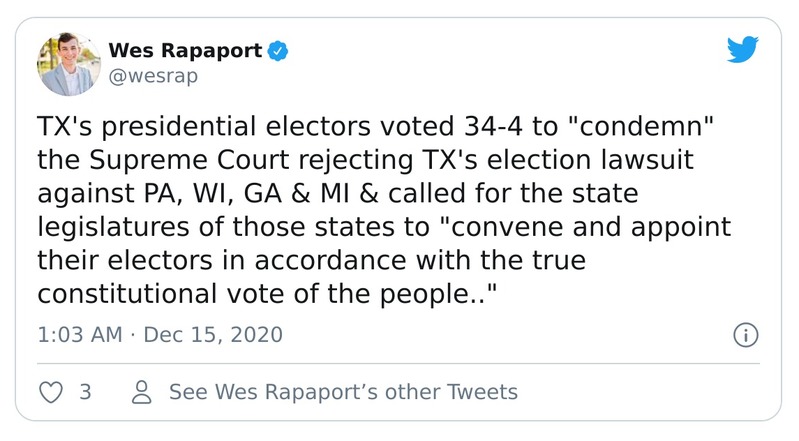 Wes Rapaport
@wesrap
TX's presidential electors voted 34-4 to "condemn"
the Supreme Court rejecting TX's election lawsuit
against PA, WI, GA & MI & called for the state
legislatures of those states to "convene and appoint
their electors in accordance with the true
constitutional vote of the people.."
1:03 AM · Dec 15, 2020
3 See Wes Rapaport’s other Tweets